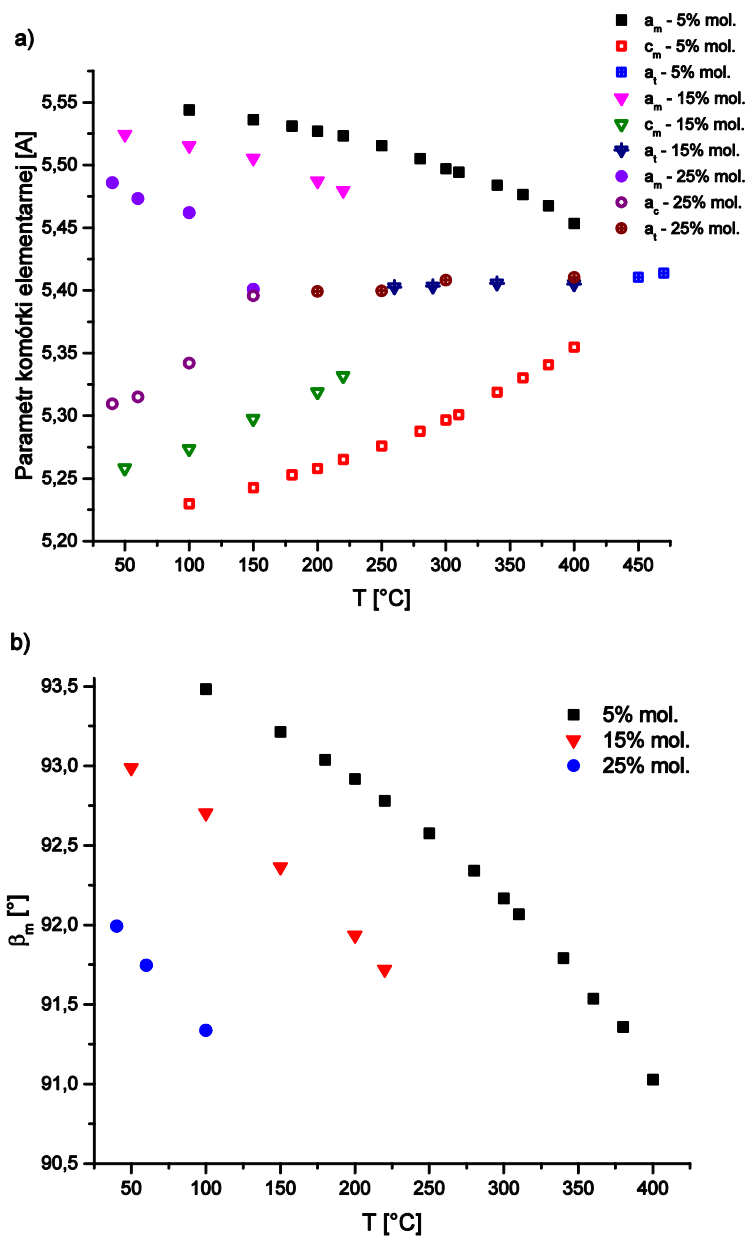 a)
a_m - 5% mol.
c_m - 5% mol.
a_t - 5% mol.
a_m - 15% mol.
c_m - 15% mol.
a_t - 15% mol.
a_m - 25% mol.
a_c - 25% mol.
a_t - 25% mol.
Parametr komórki elementarnej [A]
5,55
5,50
5,45
5,40
5,35
5,30
5,25
5,20
50 100 150 200 250 300 350 400 450
T [°C]
b)
5% mol.
15% mol.
25% mol.
β_m [°]
93,5
93,0
92,5
92,0
91,5
91,0
90,5
50 100 150 200 250 300 350 400
T [°C]